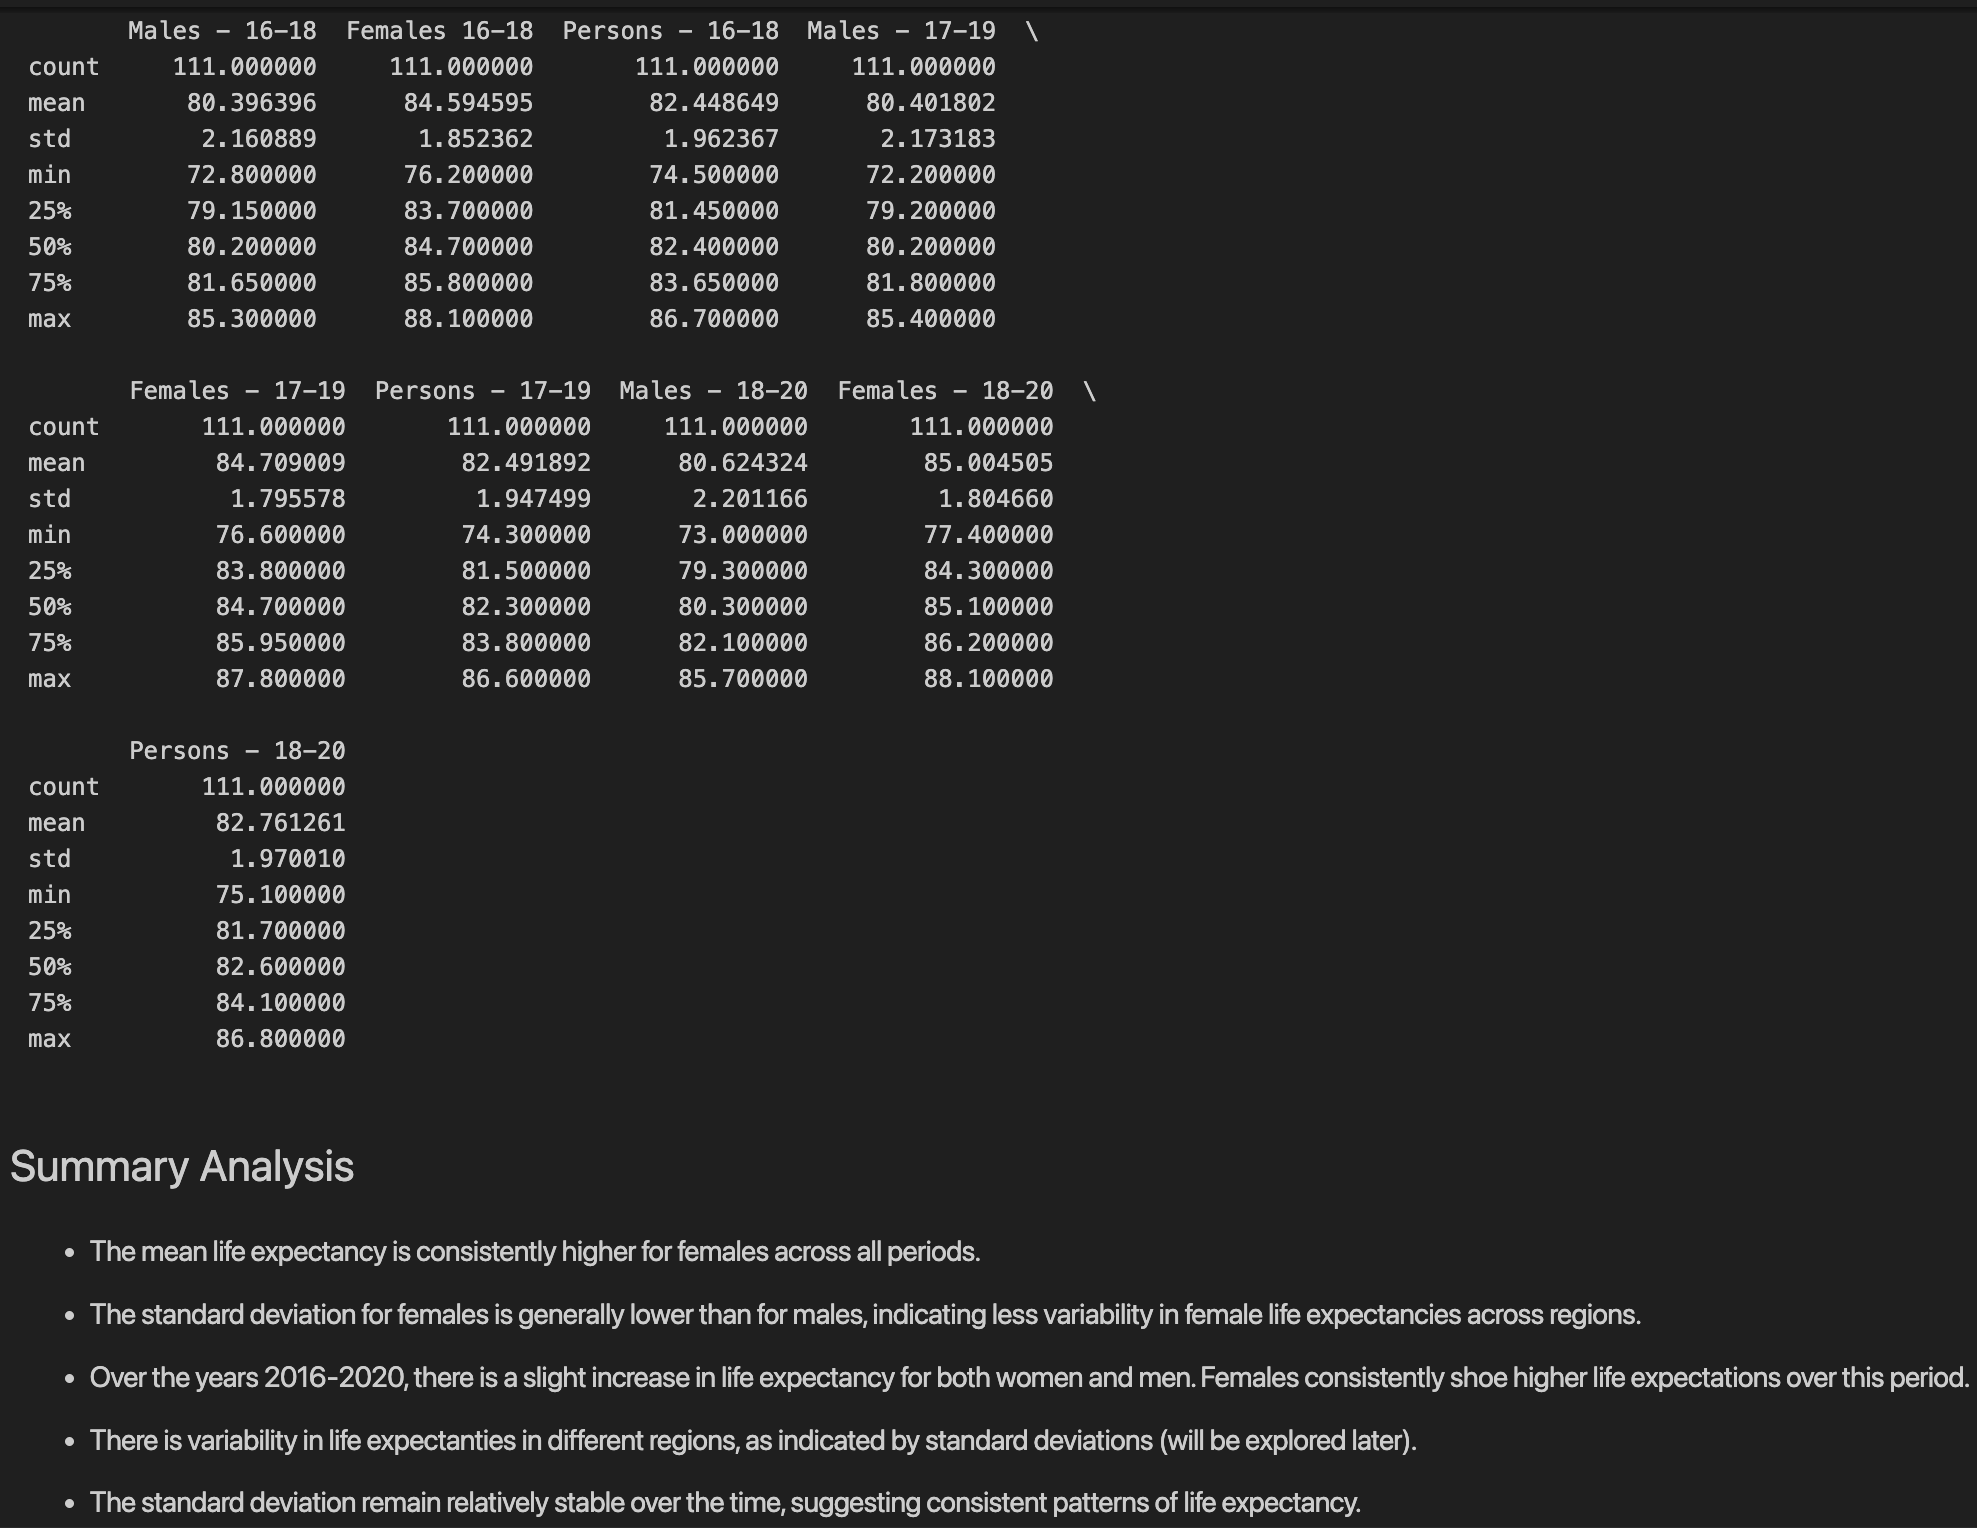 Males – 16–18  Females 16–18  Persons – 16–18  Males – 17–19  \
count 111.000000 111.000000 111.000000 111.000000
mean 80.396396 84.594595 82.448649 80.401802
std 2.160889 1.852362 1.962367 2.173183
min 72.800000 76.200000 74.500000 72.200000
25% 79.150000 83.700000 81.450000 79.200000
50% 80.200000 84.700000 82.400000 80.200000
75% 81.650000 85.800000 83.650000 81.800000
max 85.300000 88.100000 86.700000 85.400000
Females – 17–19  Persons – 17–19  Males – 18–20  Females – 18–20  \
count 111.000000 111.000000 111.000000 111.000000
mean 84.709009 82.491892 80.624324 85.004505
std 1.795578 1.947499 2.201166 1.804660
min 76.600000 74.300000 73.000000 77.400000
25% 83.800000 81.500000 79.300000 84.300000
50% 84.700000 82.300000 80.300000 85.100000
75% 85.950000 83.800000 82.100000 86.200000
max 87.800000 86.600000 85.700000 88.100000
Persons – 18–20
count 111.000000
mean 82.761261
std 1.970010
min 75.100000
25% 81.700000
50% 82.600000
75% 84.100000
max 86.800000
Summary Analysis
• The mean life expectancy is consistently higher for females across all periods.
• The standard deviation for females is generally lower than for males, indicating less variability in female life expectancies across regions.
• Over the years 2016-2020, there is a slight increase in life expectancy for both women and men. Females consistently shoe higher life expectations over this period.
• There is variability in life expectanties in different regions, as indicated by standard deviations (will be explored later).
• The standard deviation remain relatively stable over the time, suggesting consistent patterns of life expectancy.